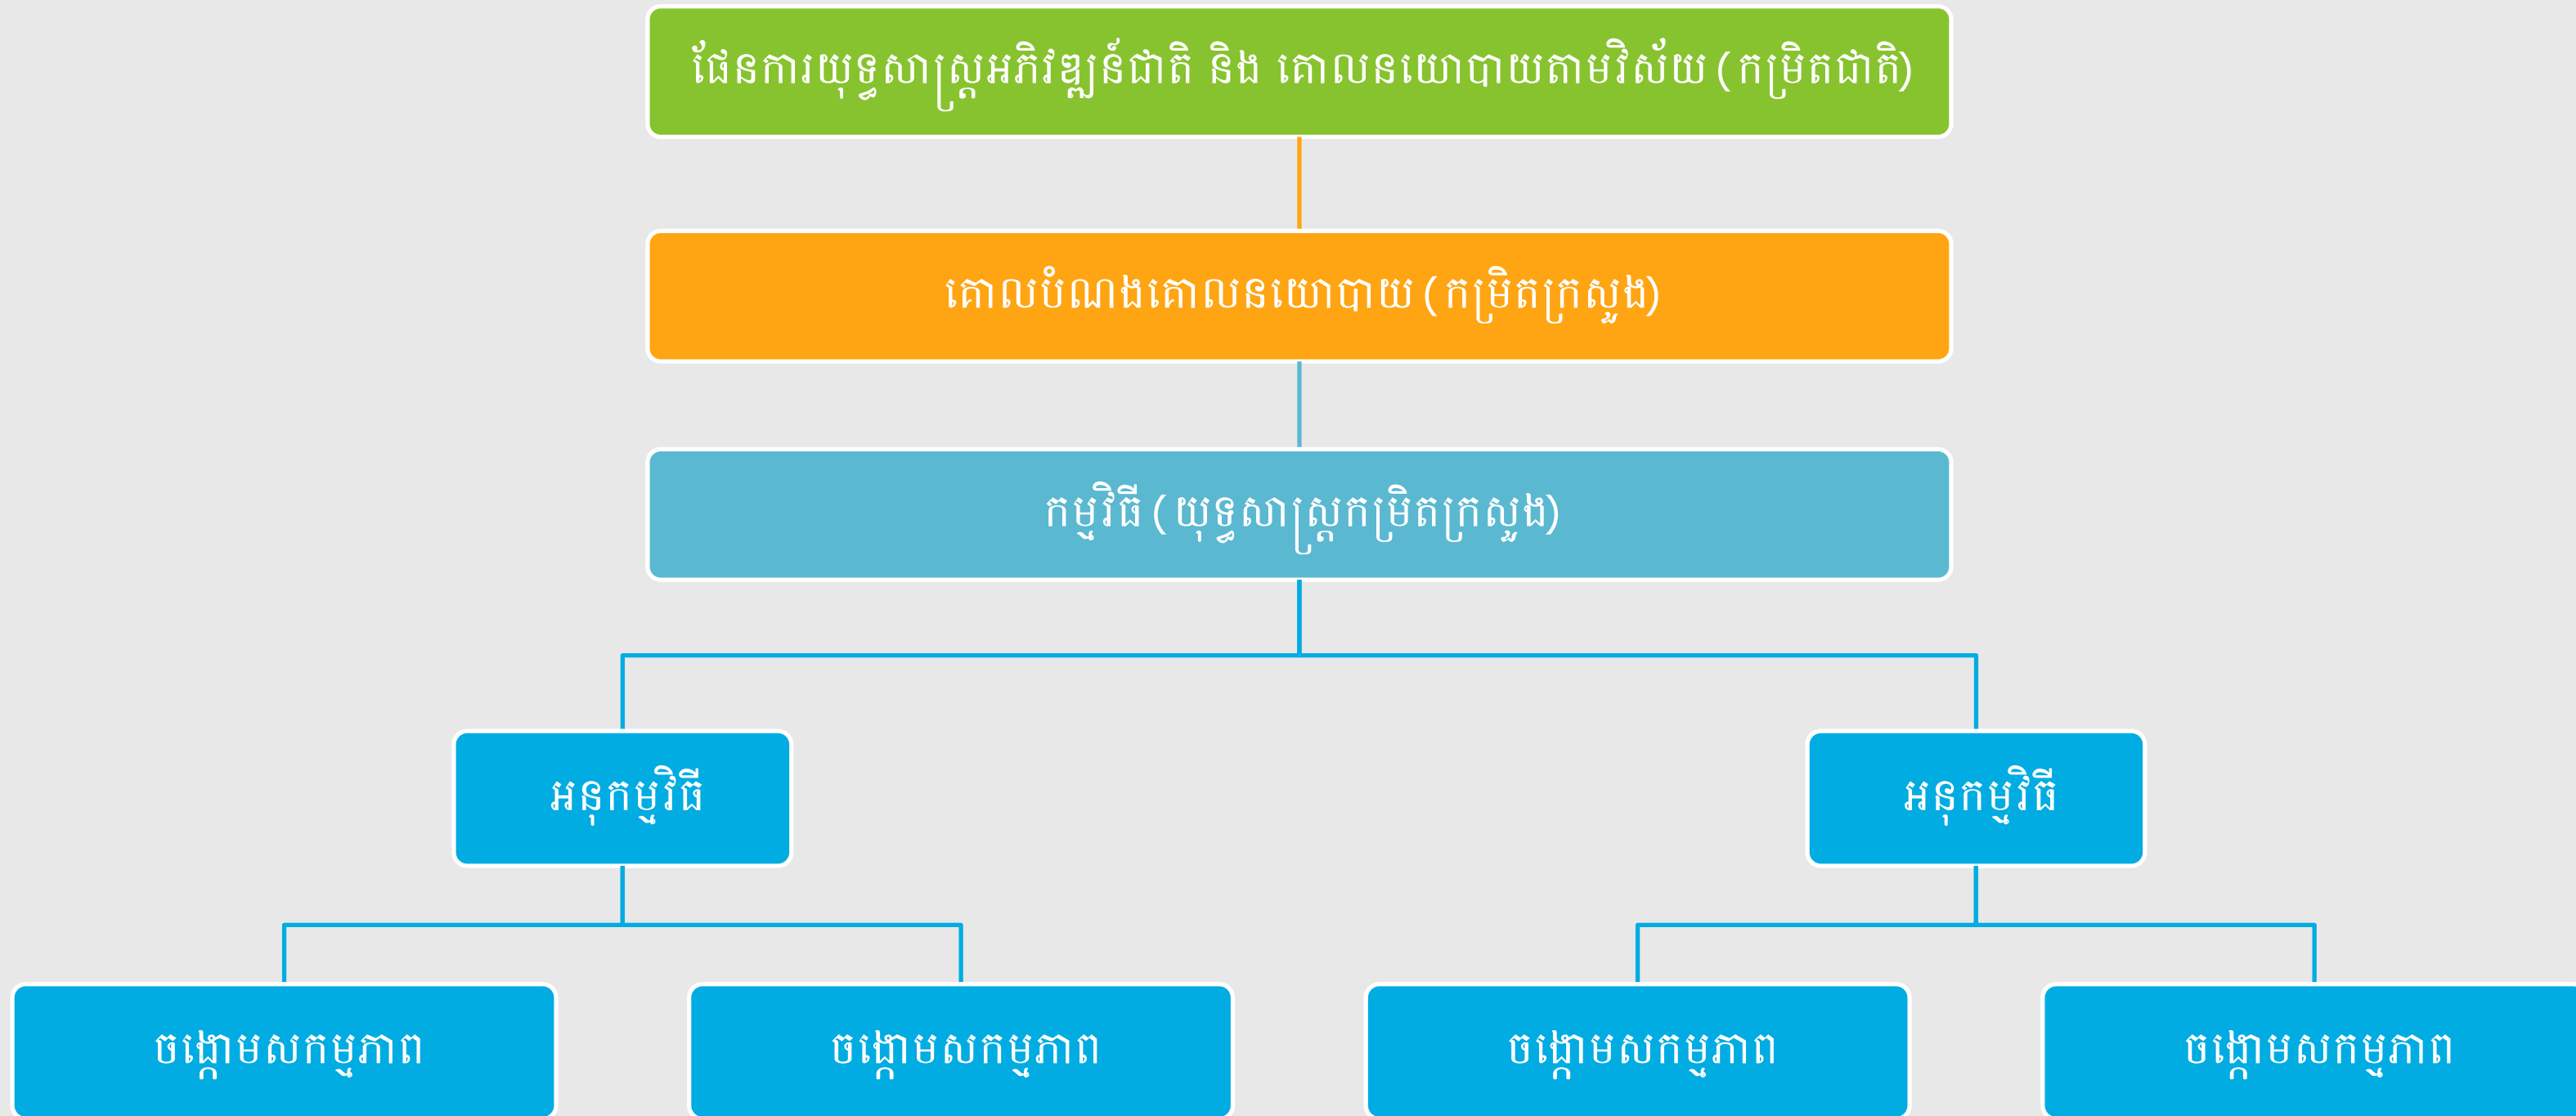 ផែនការយុទ្ធសាស្ត្រអភិវឌ្ឍន៍ជាតិ និង គោលនយោបាយតាមវិស័យ (កម្រិតជាតិ)
គោលបំណងគោលនយោបាយ (កម្រិតក្រសួង)
កម្មវិធី (យុទ្ធសាស្ត្រកម្រិតក្រសួង)
អនុកម្មវិធី
អនុកម្មវិធី
ចង្កោមសកម្មភាព
ចង្កោមសកម្មភាព
ចង្កោមសកម្មភាព
ចង្កោមសកម្មភាព